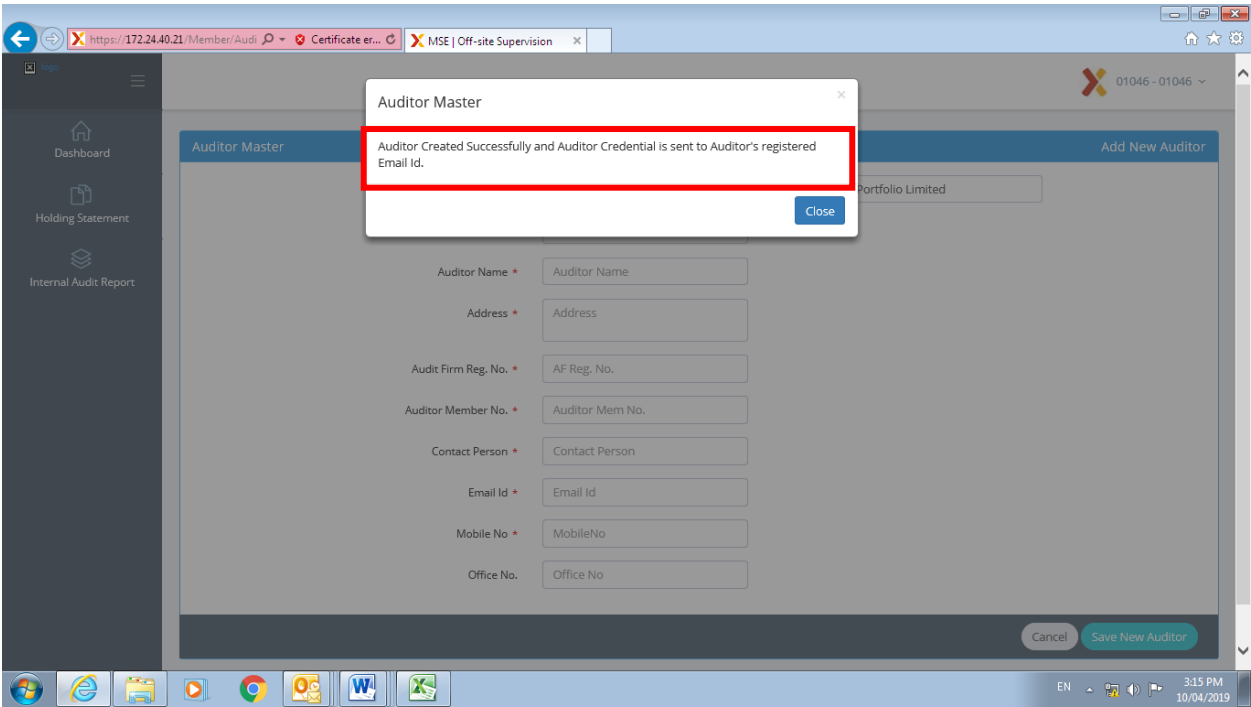 https://172.24.40.21/Member/Audi
Certificate er...
MSE | Off-site Supervision
logo
01046 - 01046
Auditor Master
Auditor Created Successfully and Auditor Credential is sent to Auditor's registered
Email Id.
Close
Dashboard
Holding Statement
Internal Audit Report
Auditor Master
Add New Auditor
Portfolio Limited
Auditor Name *
Auditor Name
Address *
Address
Audit Firm Reg. No. *
AF Reg. No.
Auditor Member No. *
Auditor Mem No.
Contact Person *
Contact Person
Email Id *
Email Id
Mobile No *
MobileNo
Office No.
Office No
Cancel
Save New Auditor
EN
3:15 PM
10/04/2019